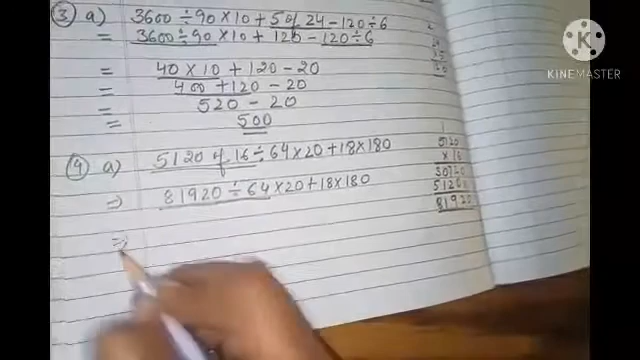 ③ a) 3600 ÷ 90 × 10 + 5 of 24 - 120 ÷ 6
= 3600 ÷ 90 × 10 + 120 - 120 ÷ 6
= 40 × 10 + 120 - 20
= 400 + 120 - 20
= 520 - 20
= 500
④ a) 5120 of 16 ÷ 64 × 20 + 18 × 180
⇒ 81920 ÷ 64 × 20 + 18 × 180
⇒
1
5120
× 16
30720
5120
81920
KINEMASTER